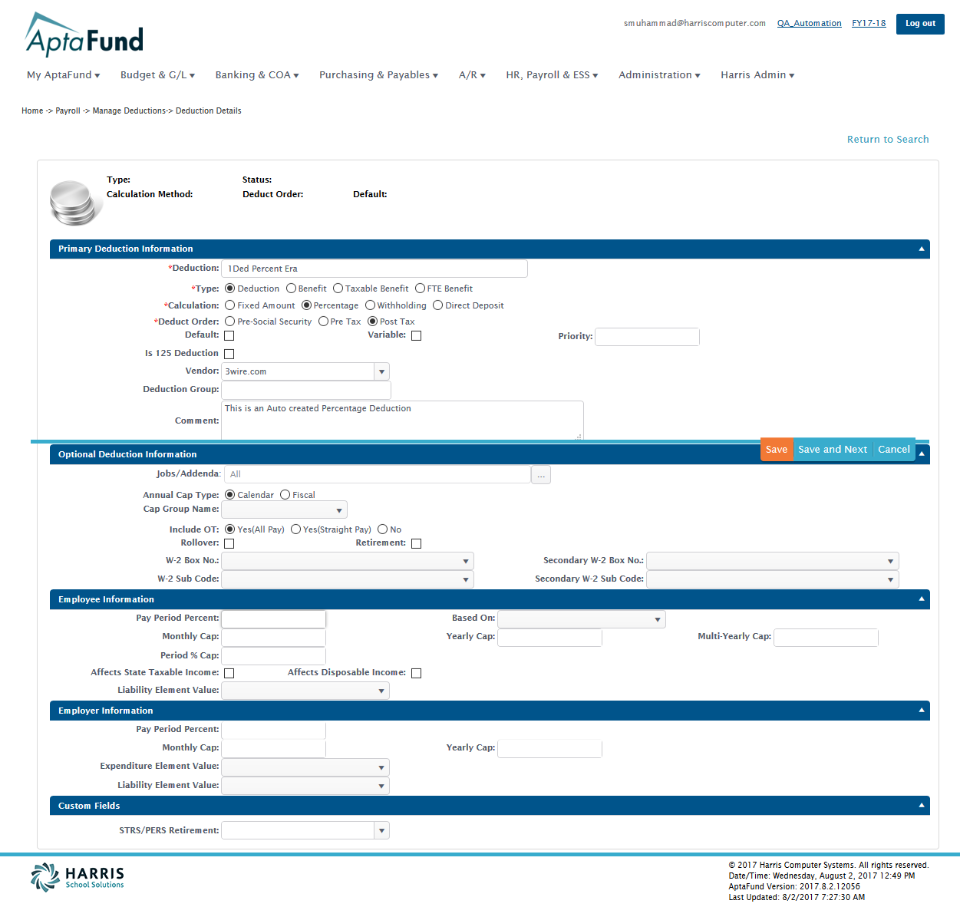 AptaFund
smuhammad@harriscomputer.com QA_Automation FY17-18 Log out
My AptaFund Budget & G/L Banking & COA Purchasing & Payables A/R HR, Payroll & ESS Administration Harris Admin
Home -> Payroll -> Manage Deductions-> Deduction Details
Return to Search
Type: Status:
Calculation Method: Deduct Order: Default:
Primary Deduction Information
*Deduction: 1Ded Percent Era
*Type: Deduction Benefit Taxable Benefit FTE Benefit
*Calculation: Fixed Amount Percentage Withholding Direct Deposit
*Deduct Order: Pre-Social Security Pre Tax Post Tax
Default: Variable: Priority:
Is 125 Deduction
Vendor: 3wire.com
Deduction Group:
Comment: This is an Auto created Percentage Deduction
Optional Deduction Information Save Save and Next Cancel
Jobs/Addenda: All ...
Annual Cap Type: Calendar Fiscal
Cap Group Name:
Include OT: Yes(All Pay) Yes(Straight Pay) No
Rollover: Retirement:
W-2 Box No.: Secondary W-2 Box No.:
W-2 Sub Code: Secondary W-2 Sub Code:
Employee Information
Pay Period Percent: Based On:
Monthly Cap: Yearly Cap: Multi-Yearly Cap:
Period % Cap:
Affects State Taxable Income: Affects Disposable Income:
Liability Element Value:
Employer Information
Pay Period Percent:
Monthly Cap: Yearly Cap:
Expenditure Element Value:
Liability Element Value:
Custom Fields
STRS/PERS Retirement:
HARRIS
School Solutions
© 2017 Harris Computer Systems. All rights reserved.
Date/Time: Wednesday, August 2, 2017 12:49 PM
AptaFund Version: 2017.8.2.12056
Last Updated: 8/2/2017 7:27:30 AM